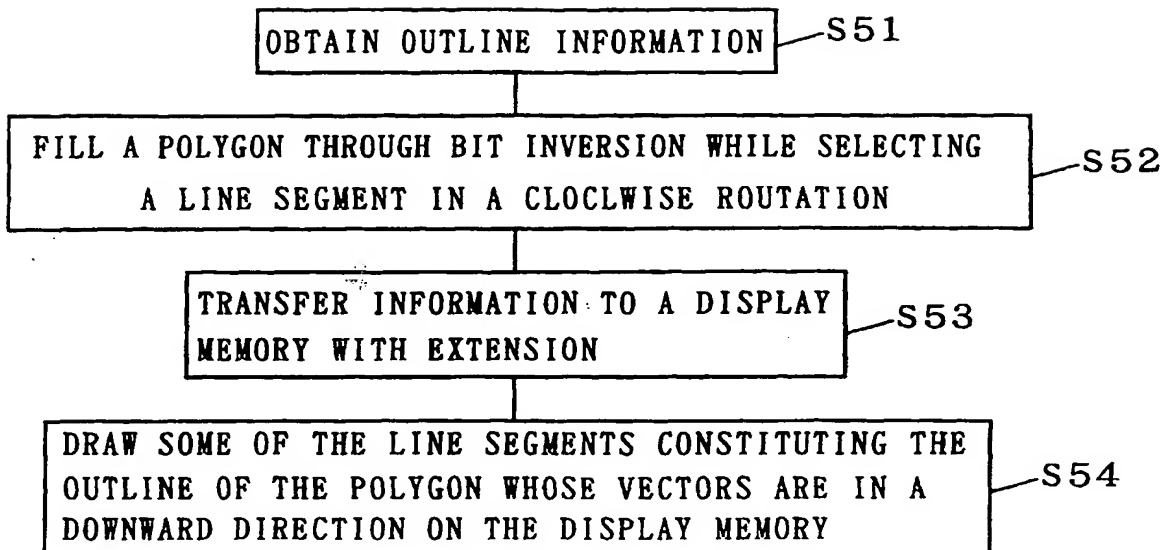 OBTAIN OUTLINE INFORMATION
S51
FILL A POLYGON THROUGH BIT INVERSION WHILE SELECTING
A LINE SEGMENT IN A CLOCLWISE ROUTATION
S52
TRANSFER INFORMATION TO A DISPLAY
MEMORY WITH EXTENSION
S53
DRAW SOME OF THE LINE SEGMENTS CONSTITUTING THE
OUTLINE OF THE POLYGON WHOSE VECTORS ARE IN A
DOWNWARD DIRECTION ON THE DISPLAY MEMORY
S54